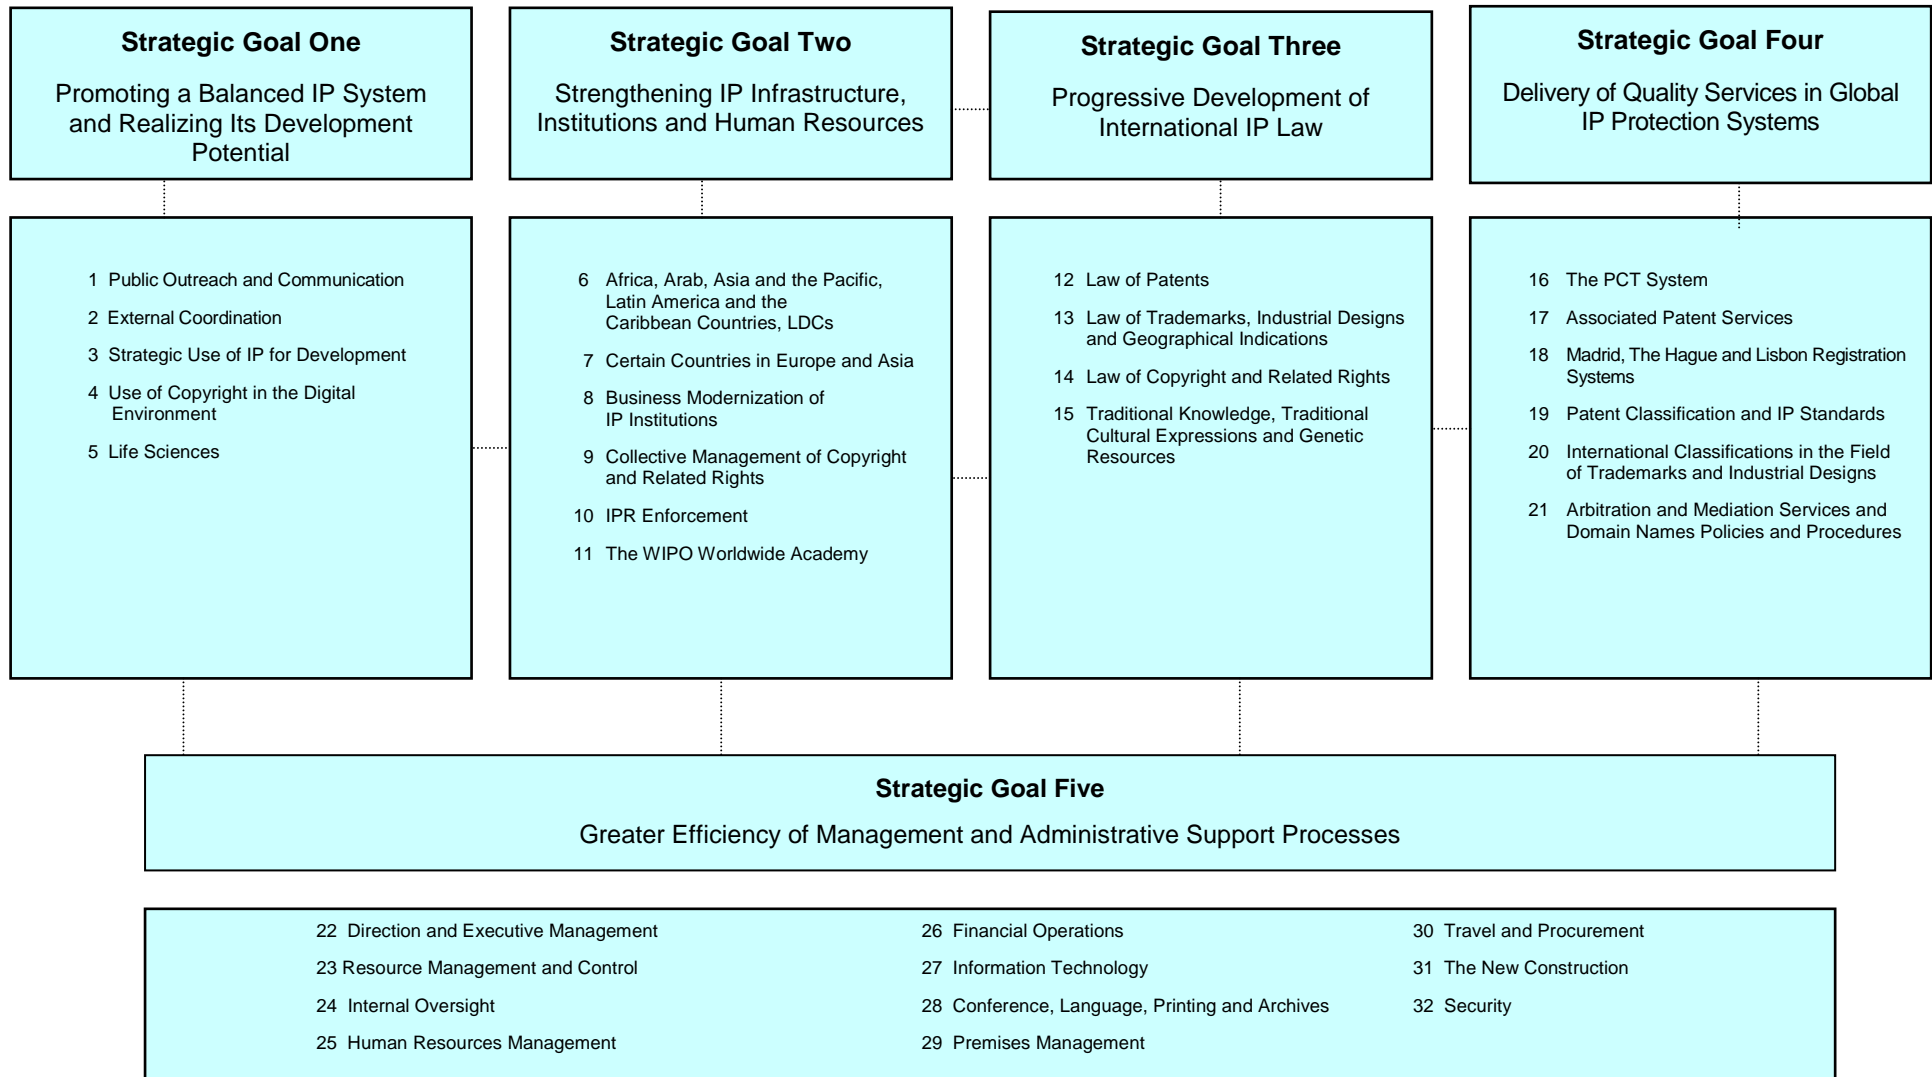 Strategic Goal One
Promoting a Balanced IP System
and Realizing Its Development
Potential
Strategic Goal Two
Strengthening IP Infrastructure,
Institutions and Human Resources
Strategic Goal Three
Progressive Development of
International IP Law
Strategic Goal Four
Delivery of Quality Services in Global
IP Protection Systems
1 Public Outreach and Communication
2 External Coordination
3 Strategic Use of IP for Development
4 Use of Copyright in the Digital
Environment
5 Life Sciences
6 Africa, Arab, Asia and the Pacific,
Latin America and the
Caribbean Countries, LDCs
7 Certain Countries in Europe and Asia
8 Business Modernization of
IP Institutions
9 Collective Management of Copyright
and Related Rights
10 IPR Enforcement
11 The WIPO Worldwide Academy
12 Law of Patents
13 Law of Trademarks, Industrial Designs
and Geographical Indications
14 Law of Copyright and Related Rights
15 Traditional Knowledge, Traditional
Cultural Expressions and Genetic
Resources
16 The PCT System
17 Associated Patent Services
18 Madrid, The Hague and Lisbon Registration
Systems
19 Patent Classification and IP Standards
20 International Classifications in the Field
of Trademarks and Industrial Designs
21 Arbitration and Mediation Services and
Domain Names Policies and Procedures
Strategic Goal Five
Greater Efficiency of Management and Administrative Support Processes
22 Direction and Executive Management
23 Resource Management and Control
24 Internal Oversight
25 Human Resources Management
26 Financial Operations
27 Information Technology
28 Conference, Language, Printing and Archives
29 Premises Management
30 Travel and Procurement
31 The New Construction
32 Security